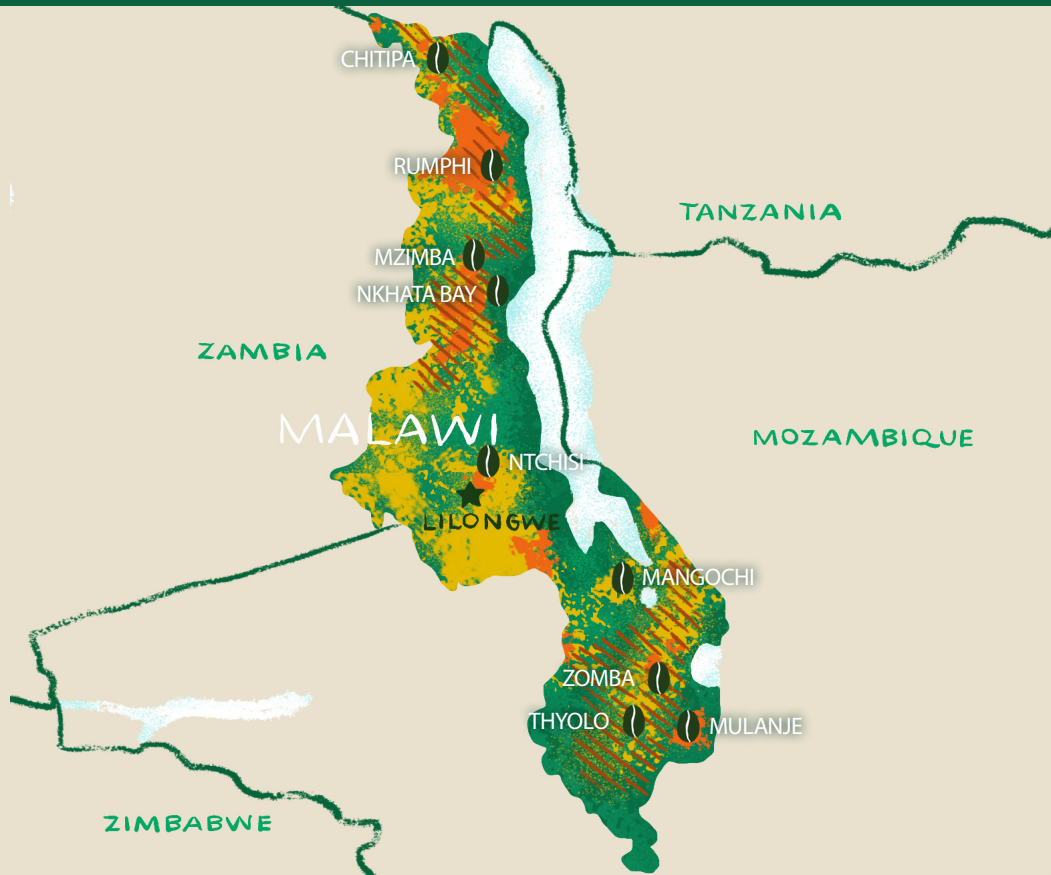 CHITIPA
RUMPHI
TANZANIA
MZIMBA
NKHATA BAY
ZAMBIA
MALAWI
MOZAMBIQUE
NTCHISI
LILONGWE
MANGOCHI
ZOMBA
THYOLO
MULANJE
ZIMBABWE